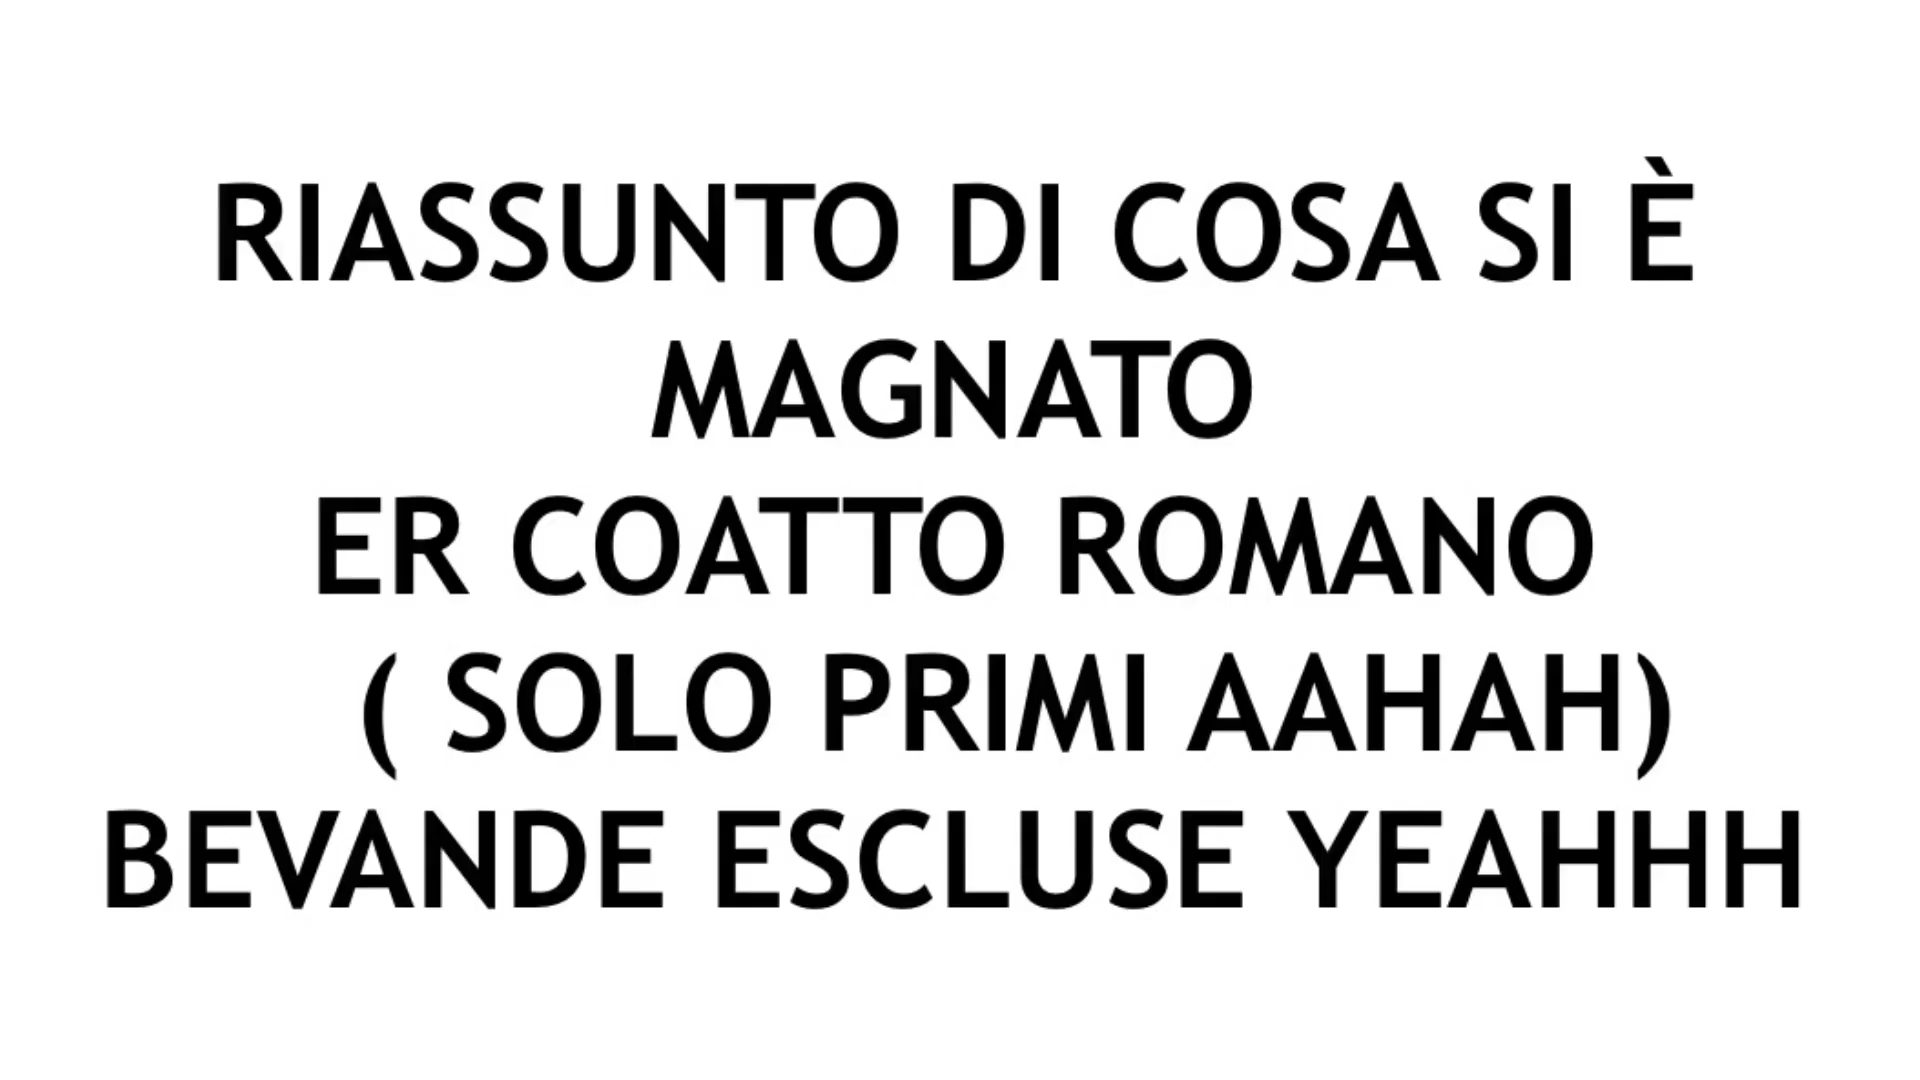 RIASSUNTO DI COSA SI È
MAGNATO
ER COATTO ROMANO
( SOLO PRIMI AAHAH)
BEVANDE ESCLUSE YEAHHH